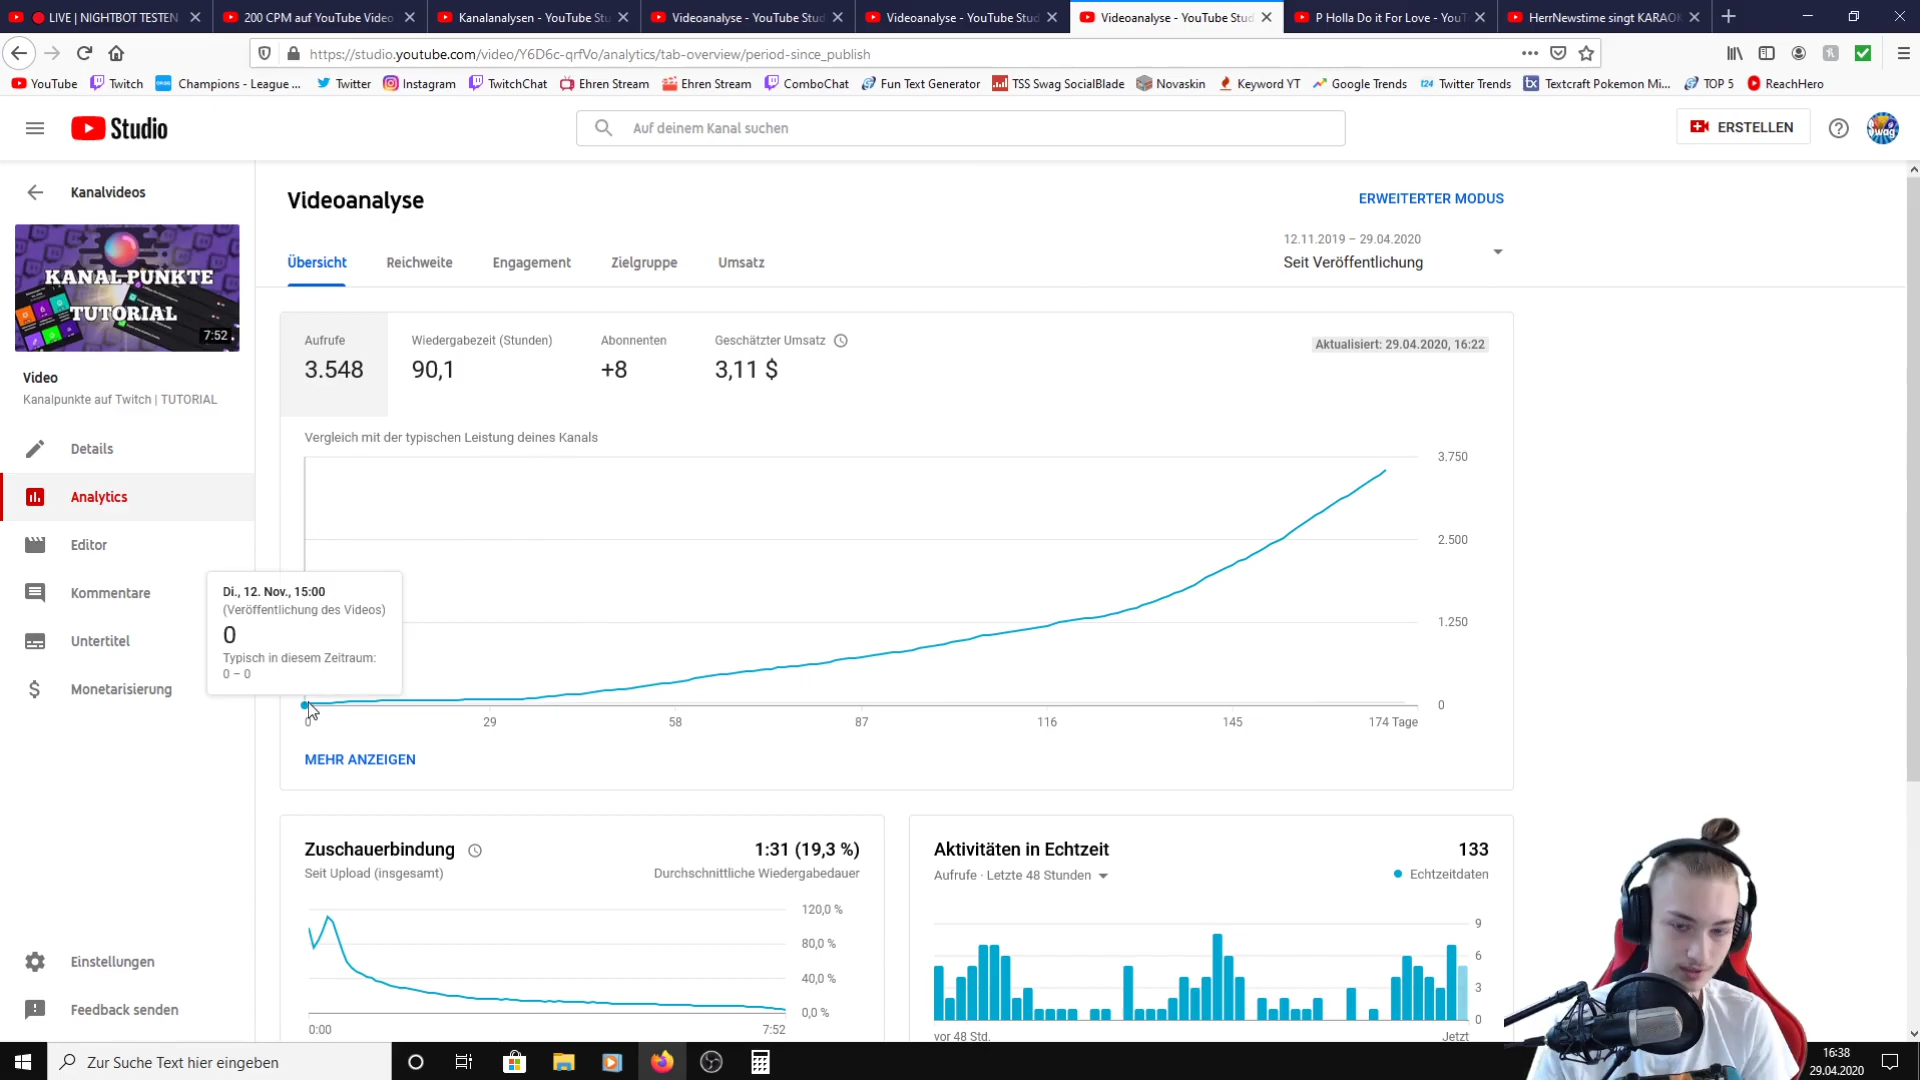 LIVE | NIGHTBOT TESTEN
200 CPM auf YouTube Video
Kanalanalysen - YouTube Stu
Videoanalyse - YouTube Stud
Videoanalyse - YouTube Stud
Videoanalyse - YouTube Stud
P Holla Do it For Love - YouT
HerrNewstime singt KARAO
https://studio.youtube.com/video/Y6D6c-qrfVo/analytics/tab-overview/period-since_publish
YouTube
Twitch
Champions - League ...
Twitter
Instagram
TwitchChat
Ehren Stream
Ehren Stream
ComboChat
Fun Text Generator
TSS Swag SocialBlade
Novaskin
Keyword YT
Google Trends
Twitter Trends
Textcraft Pokemon Mi...
TOP 5
ReachHero
Studio
Auf deinem Kanal suchen
ERSTELLEN
Kanalvideos
KANAL-PUNKTE
TUTORIAL
7:52
Video
Kanalpunkte auf Twitch | TUTORIAL
Details
Analytics
Editor
Kommentare
Untertitel
Monetarisierung
Einstellungen
Feedback senden
Videoanalyse
ERWEITERTER MODUS
12.11.2019 – 29.04.2020
Seit Veröffentlichung
Übersicht
Reichweite
Engagement
Zielgruppe
Umsatz
Aufrufe
3.548
Wiedergabezeit (Stunden)
90,1
Abonnenten
+8
Geschätzter Umsatz
3,11 $
Aktualisiert: 29.04.2020, 16:22
Vergleich mit der typischen Leistung deines Kanals
3.750
2.500
1.250
0
Di., 12. Nov., 15:00
(Veröffentlichung des Videos)
0
Typisch in diesem Zeitraum:
0 – 0
0
29
58
87
116
145
174 Tage
MEHR ANZEIGEN
Zuschauerbindung
1:31 (19,3 %)
Seit Upload (insgesamt)
Durchschnittliche Wiedergabedauer
120,0 %
80,0 %
40,0 %
0,0 %
0:00
7:52
Aktivitäten in Echtzeit
133
Aufrufe · Letzte 48 Stunden
Echtzeitdaten
9
6
3
0
vor 48 Std.
Jetzt
Zur Suche Text hier eingeben
16:38
29.04.2020